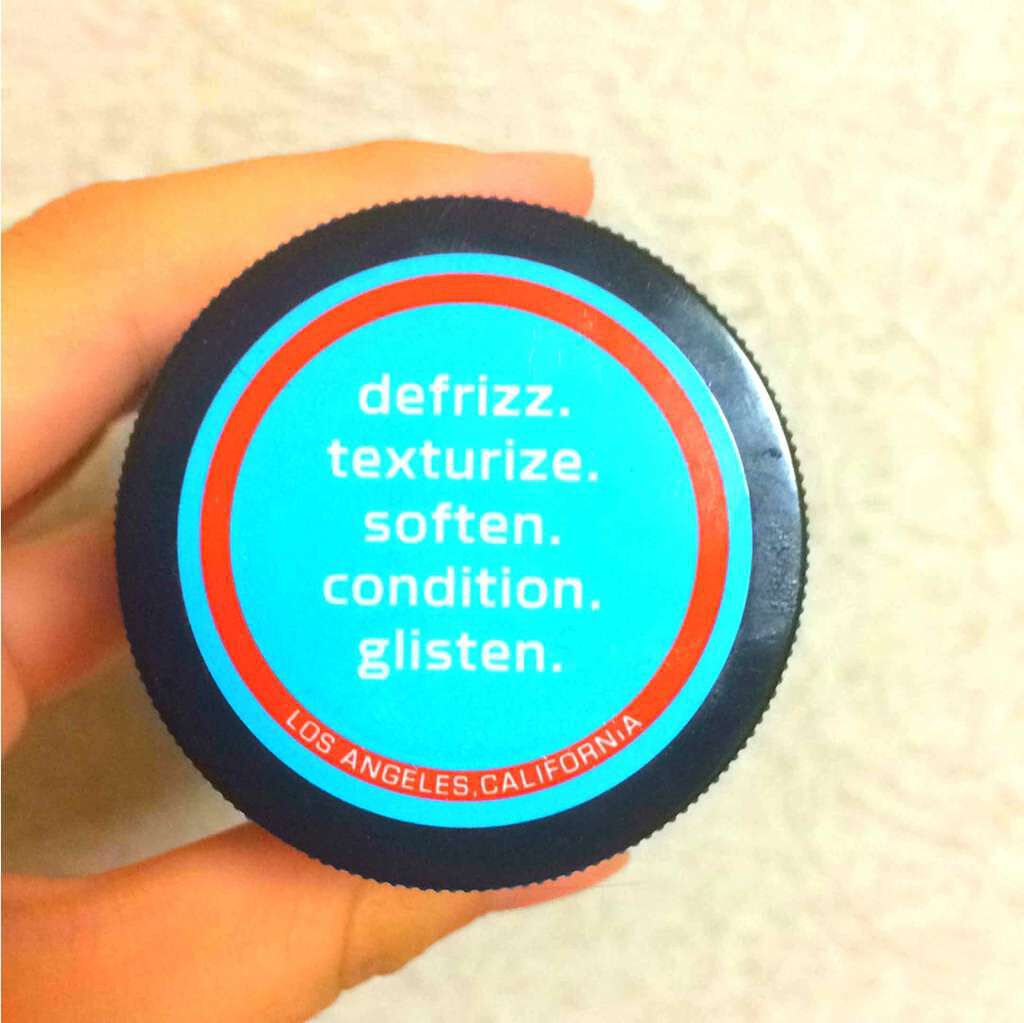 defrizz.
texturize.
soften.
condition.
glisten.
LOS ANGELES,CALIFORNiA